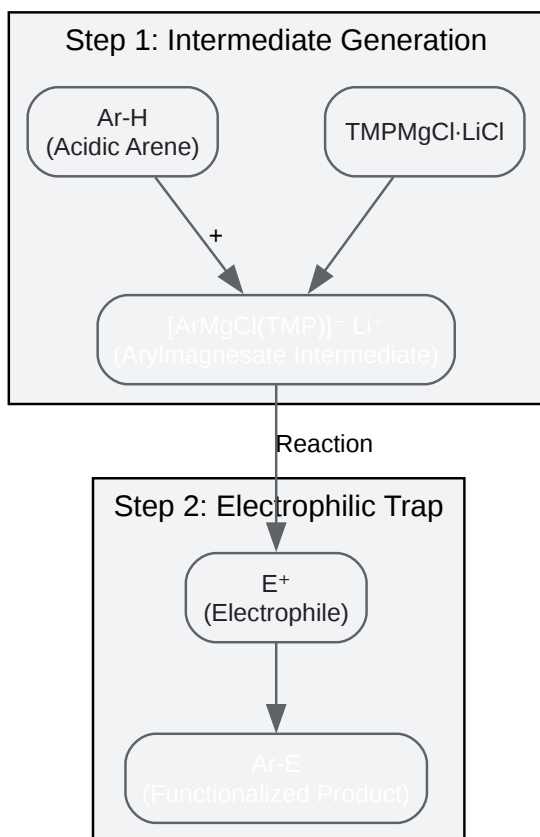 Step 1: Intermediate Generation
Ar-H
(Acidic Arene)
TMPMgCl·LiCl
+
[ArMgCl(TMP)]⁻ Li⁺
(Arylmagnesate Intermediate)
Reaction
Step 2: Electrophilic Trap
E⁺
(Electrophile)
Ar-E
(Functionalized Product)